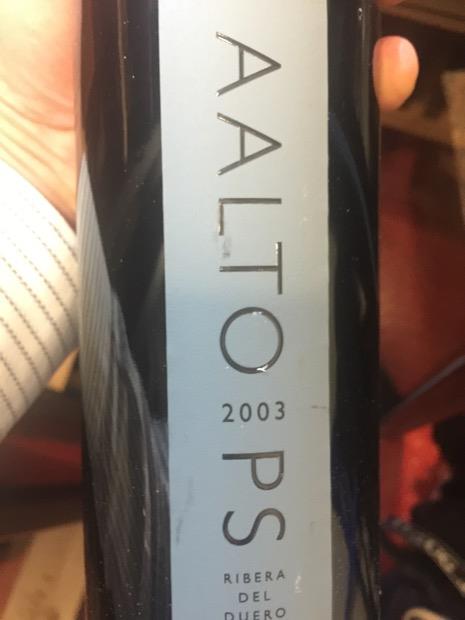 AALTO
2003
PS
RIBERA
DEL
DUERO